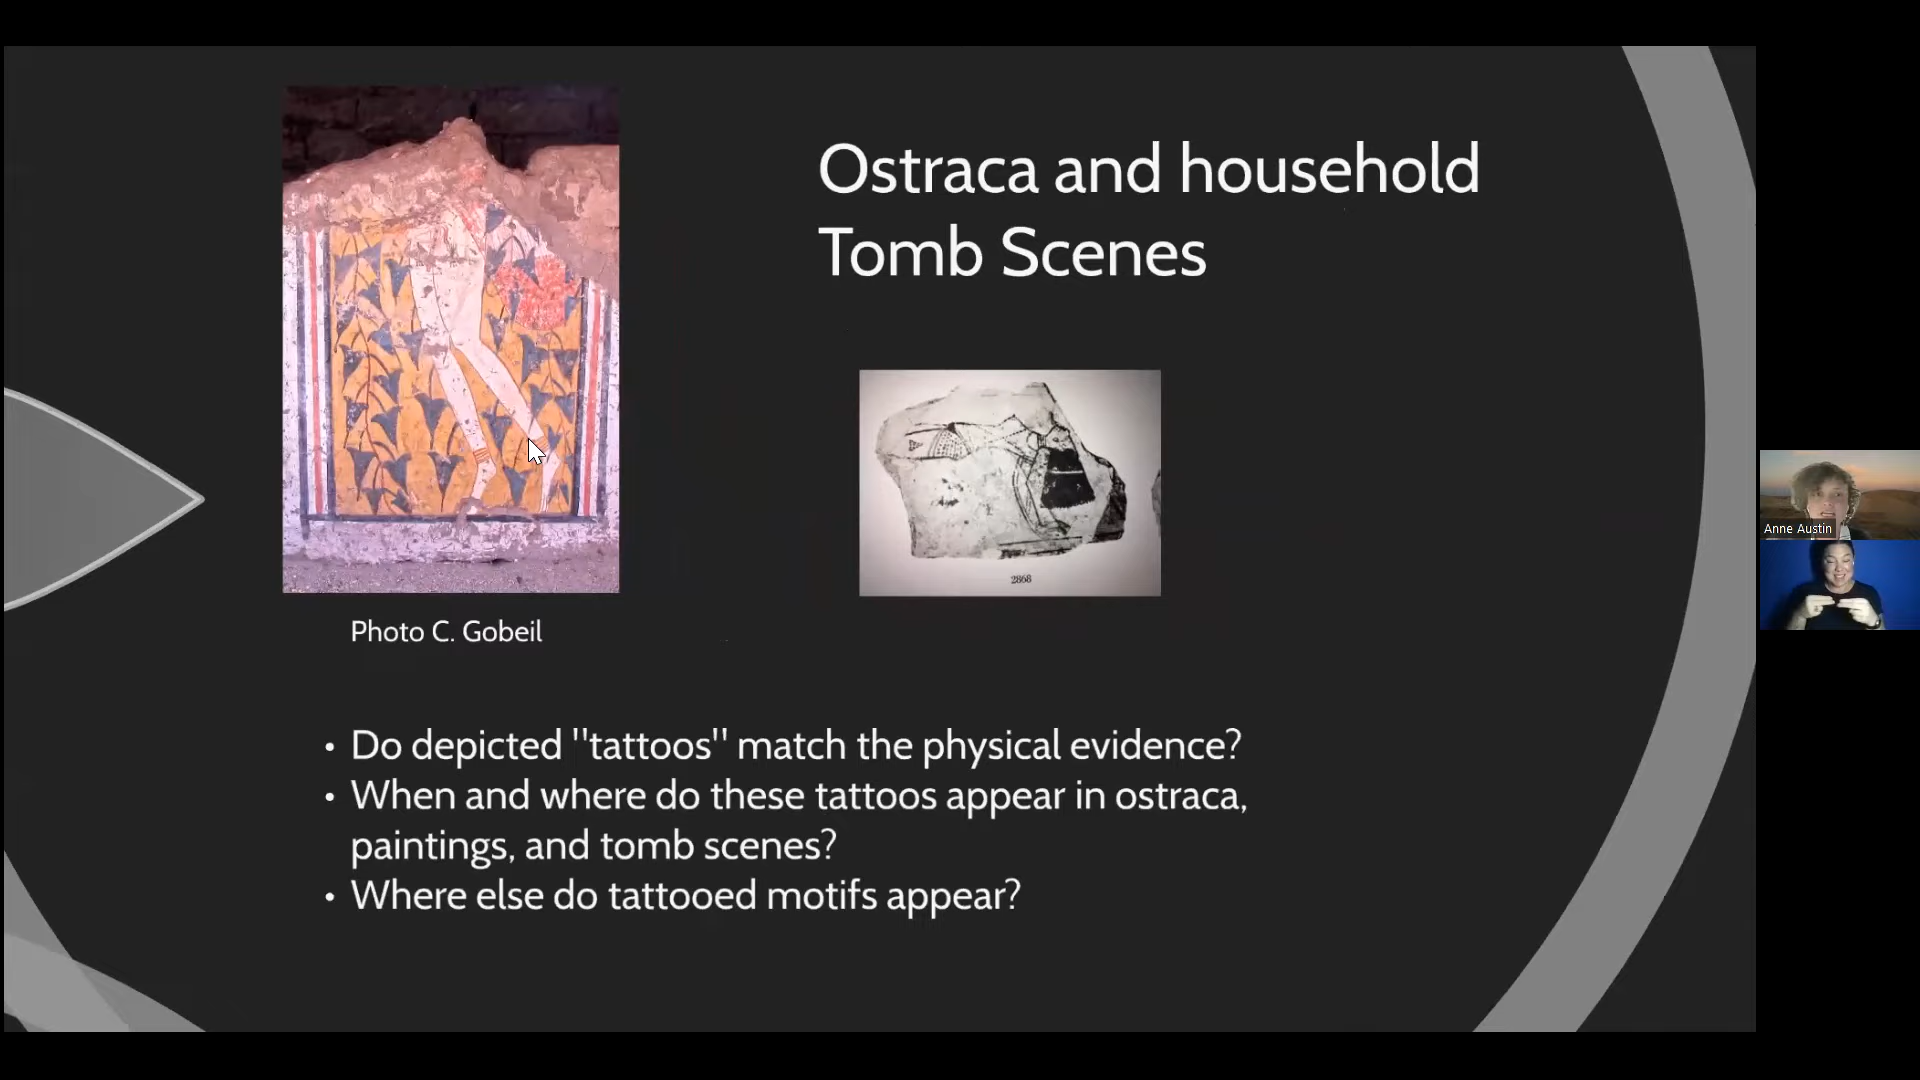 Ostraca and household
Tomb Scenes
2868
Photo C. Gobeil
• Do depicted "tattoos" match the physical evidence?
• When and where do these tattoos appear in ostraca,
paintings, and tomb scenes?
• Where else do tattooed motifs appear?
Anne Austin